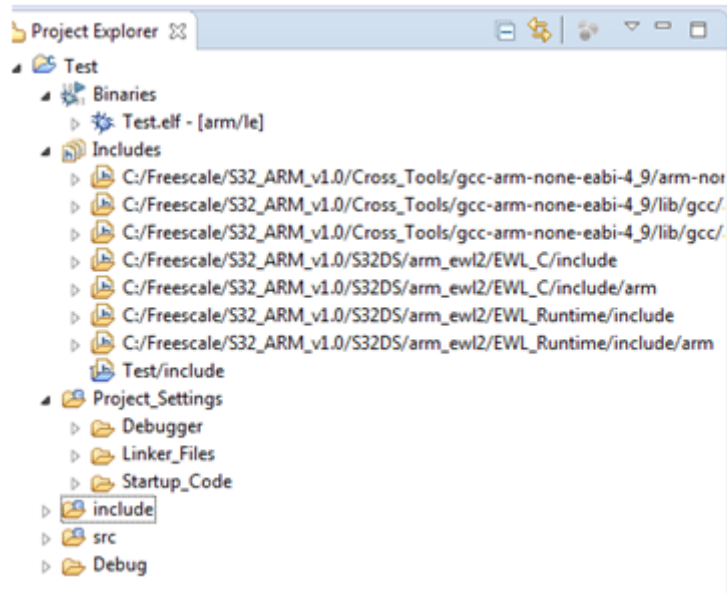 Project Explorer
Test
Binaries
Test.elf - [arm/le]
Includes
C:/Freescale/S32_ARM_v1.0/Cross_Tools/gcc-arm-none-eabi-4_9/arm-nor
C:/Freescale/S32_ARM_v1.0/Cross_Tools/gcc-arm-none-eabi-4_9/lib/gcc/
C:/Freescale/S32_ARM_v1.0/Cross_Tools/gcc-arm-none-eabi-4_9/lib/gcc/
C:/Freescale/S32_ARM_v1.0/S32DS/arm_ewl2/EWL_C/include
C:/Freescale/S32_ARM_v1.0/S32DS/arm_ewl2/EWL_C/include/arm
C:/Freescale/S32_ARM_v1.0/S32DS/arm_ewl2/EWL_Runtime/include
C:/Freescale/S32_ARM_v1.0/S32DS/arm_ewl2/EWL_Runtime/include/arm
Test/include
Project_Settings
Debugger
Linker_Files
Startup_Code
include
src
Debug